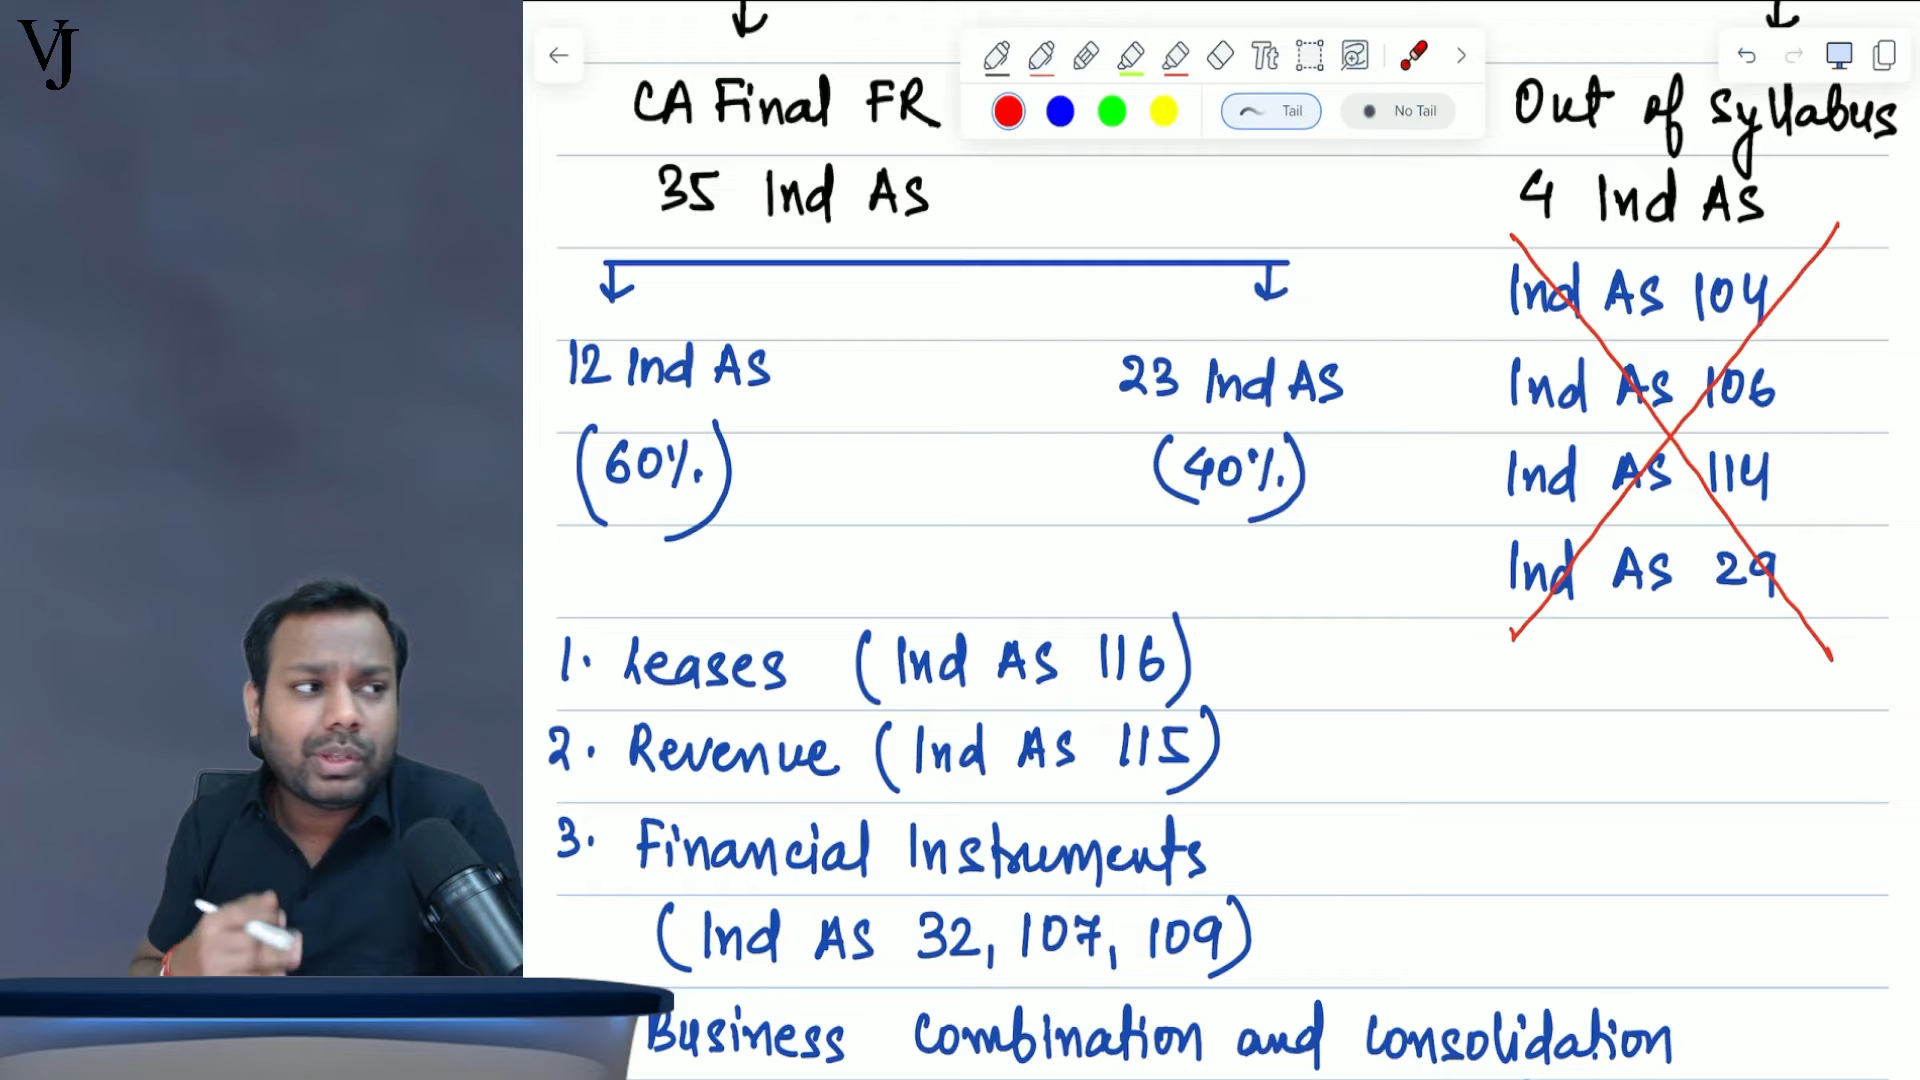 VJ
Tt
Tail
No Tail
CA Final FR
35 Ind AS
Out of syllabus
4 Ind AS
Ind AS 104
Ind AS 106
Ind AS 114
Ind AS 29
12 Ind AS
(60%.)
23 Ind AS
(40%.)
1. Leases (Ind AS 116)
2. Revenue (Ind AS 115)
3. Financial Instruments
(Ind AS 32, 107, 109)
Business Combination and consolidation